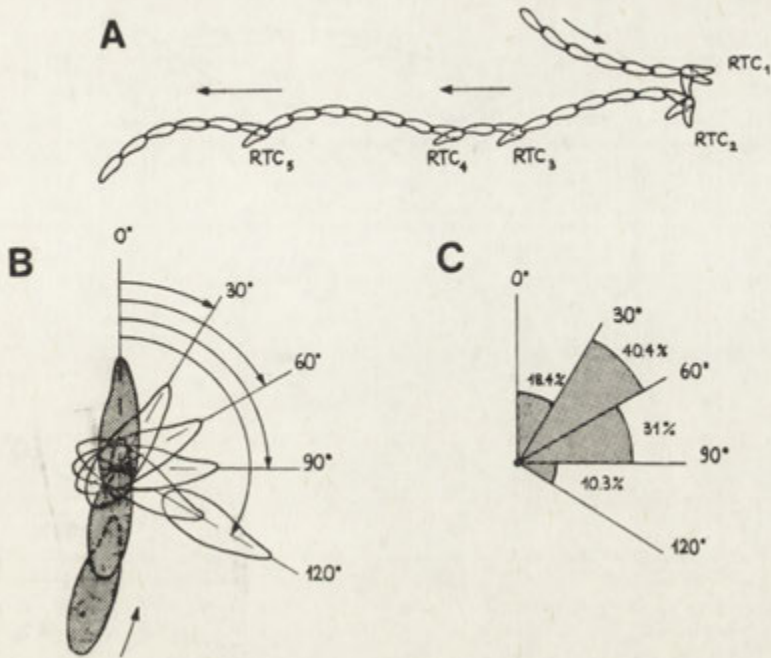 A
RTC₁
RTC₂
RTC₅
RTC₄
RTC₃
B
0°
30°
60°
90°
120°
C
0°
30°
40.4%
18.4%
60°
31%
90°
10.3%
120°